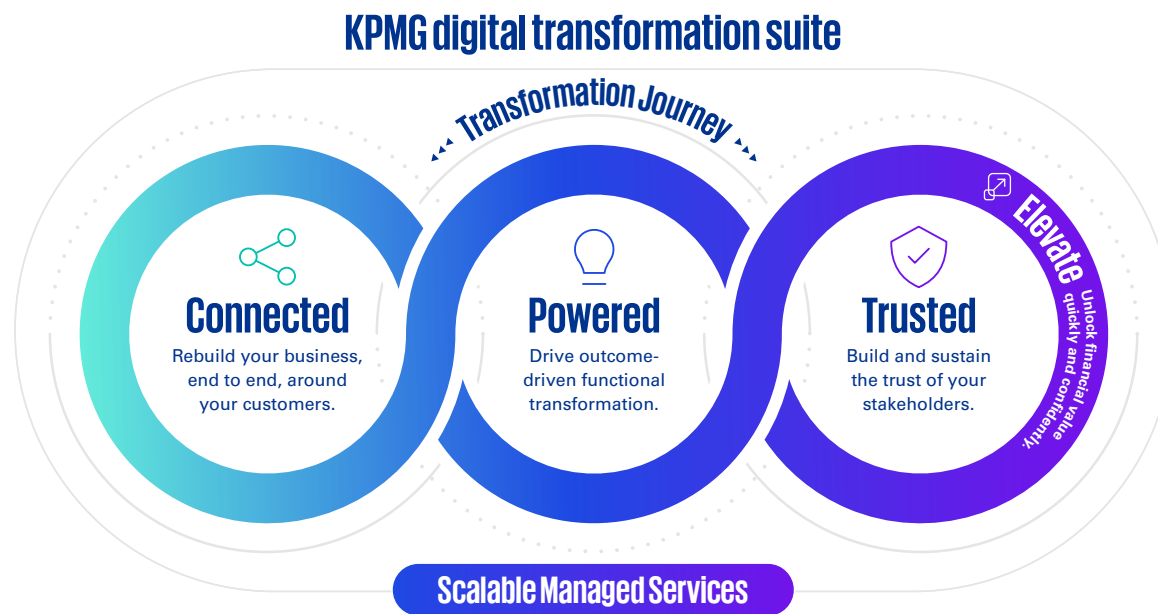 KPMG digital transformation suite
Transformation Journey
Connected
Rebuild your business,
end to end, around
your customers.
Powered
Drive outcome-
driven functional
transformation.
Trusted
Build and sustain
the trust of your
stakeholders.
Elevate
Unlock financial value
quickly and confidently.
Scalable Managed Services